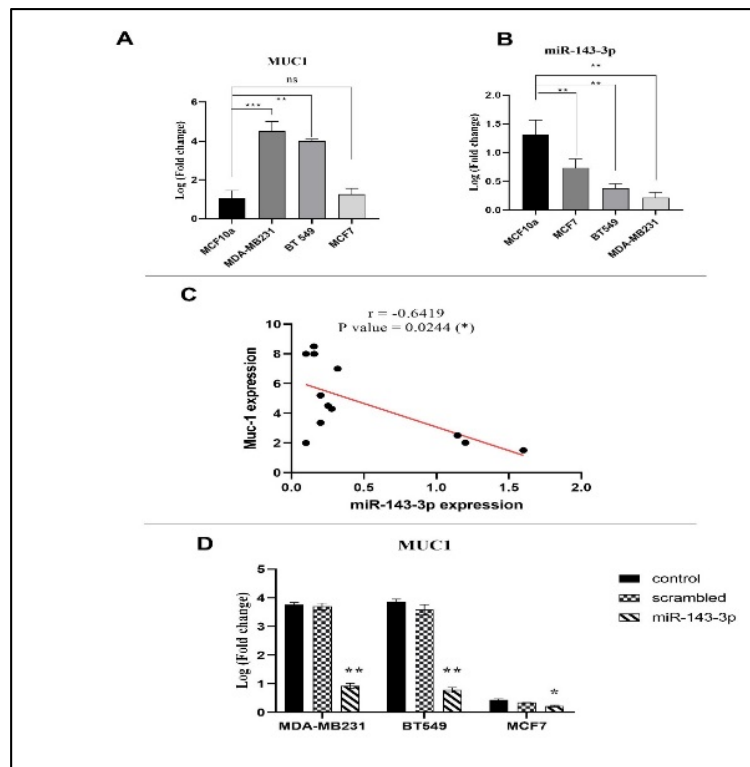 A
MUC1
ns
**
***
Log (Fold change)
6
4
2
0
MCF10a
MDA-MB231
BT 549
MCF7
B
miR-143-3p
**
**
**
Log (Fold change)
2.0
1.5
1.0
0.5
0.0
MCF10a
MCF7
BT549
MDA-MB231
C
r = -0.6419
P value = 0.0244 (*)
Muc-1 expression
10
8
6
4
2
0
0.0 0.5 1.0 1.5 2.0
miR-143-3p expression
D
MUC1
Log (Fold change)
5
4
3
2
1
0
**
**
*
MDA-MB231 BT549 MCF7
control
scrambled
miR-143-3p